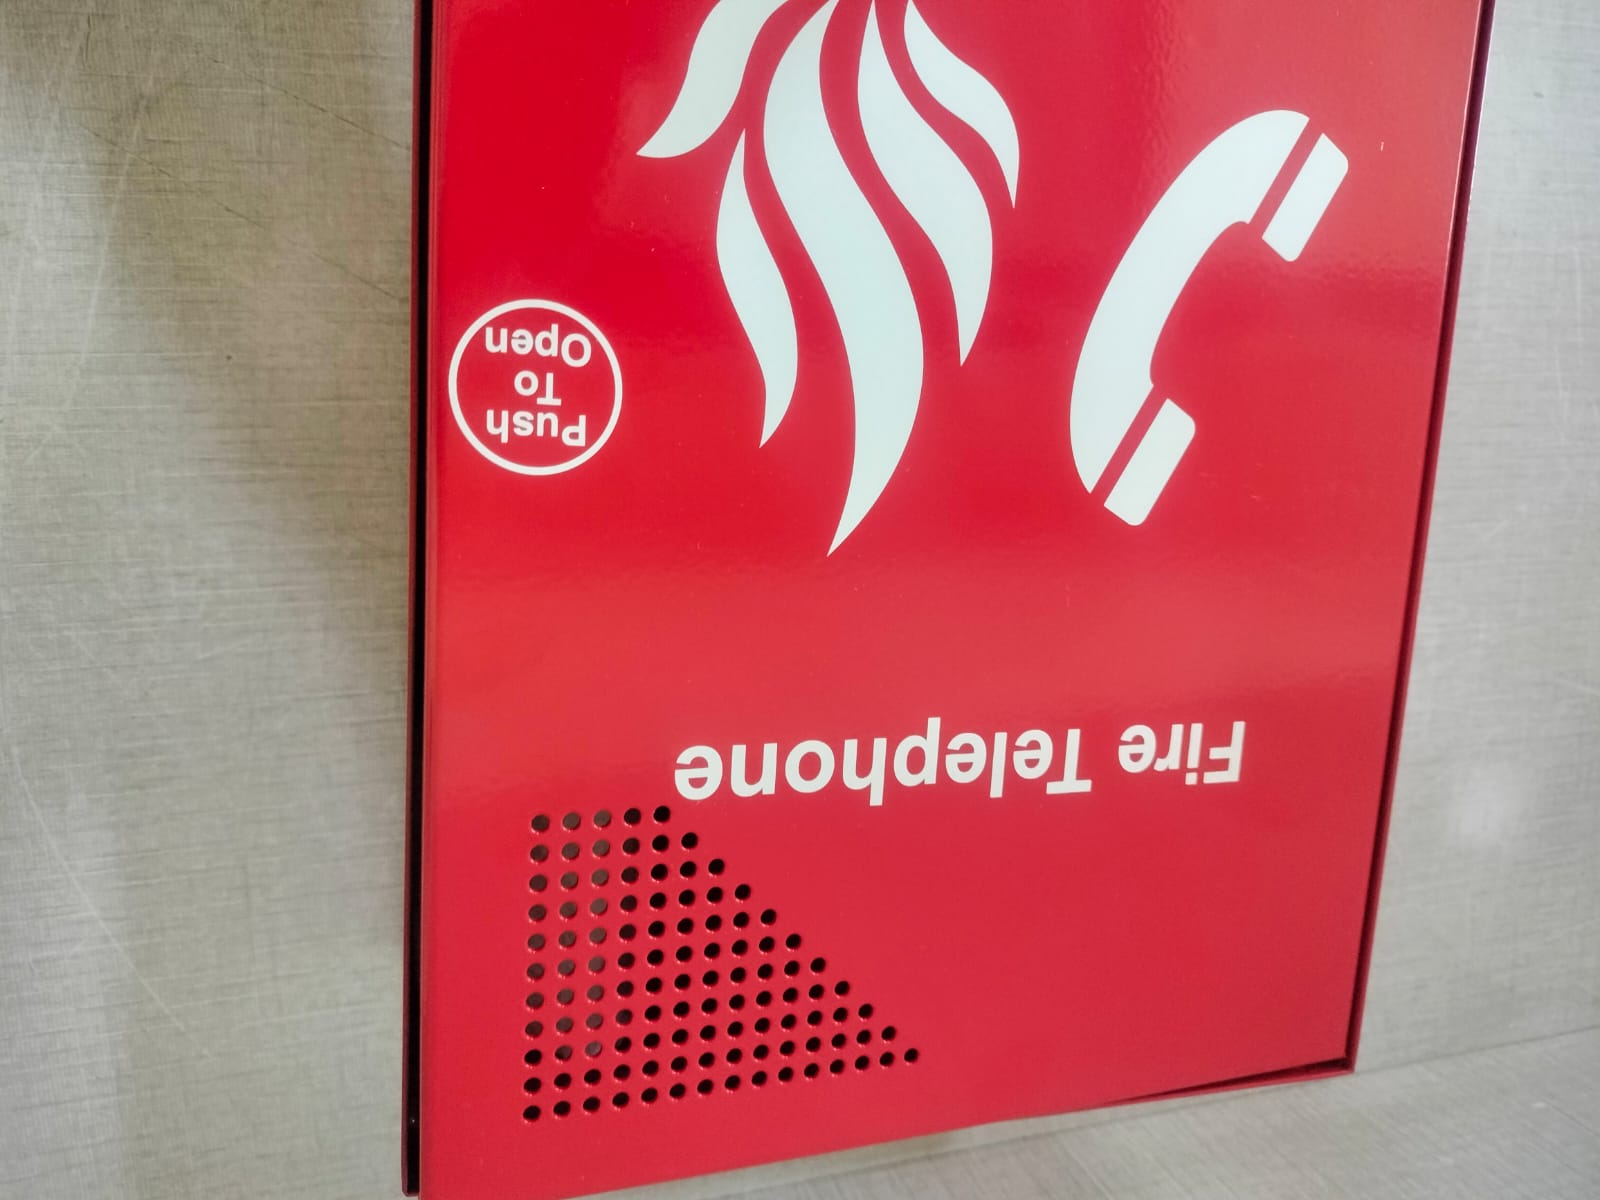 Fire Telephone
Push
To
Open